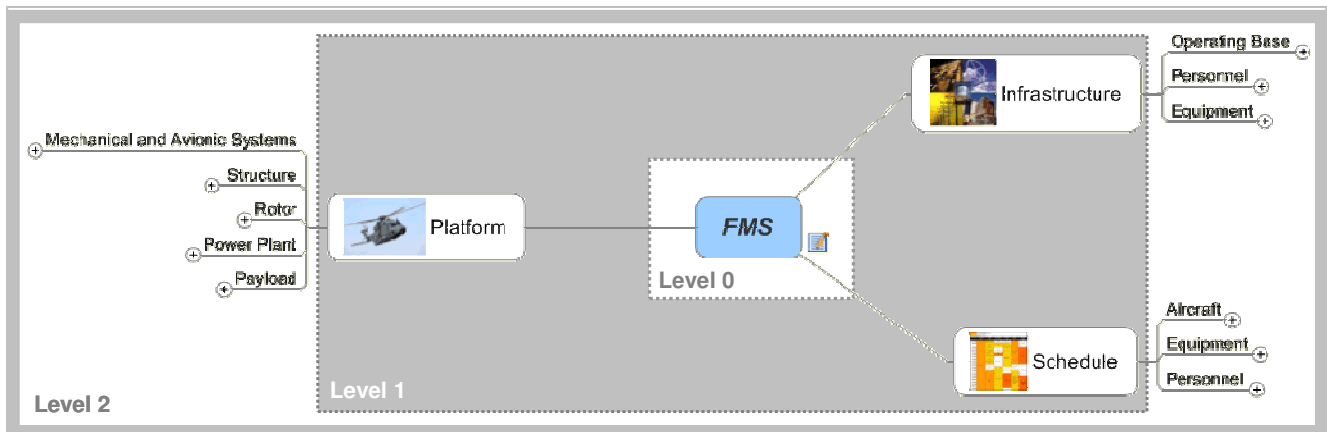 Operating Base
Personnel
Equipment
Infrastructure
Mechanical and Avionic Systems
Structure
Rotor
Power Plant
Payload
Platform
FMS
Level 0
Aircraft
Equipment
Personnel
Schedule
Level 1
Level 2